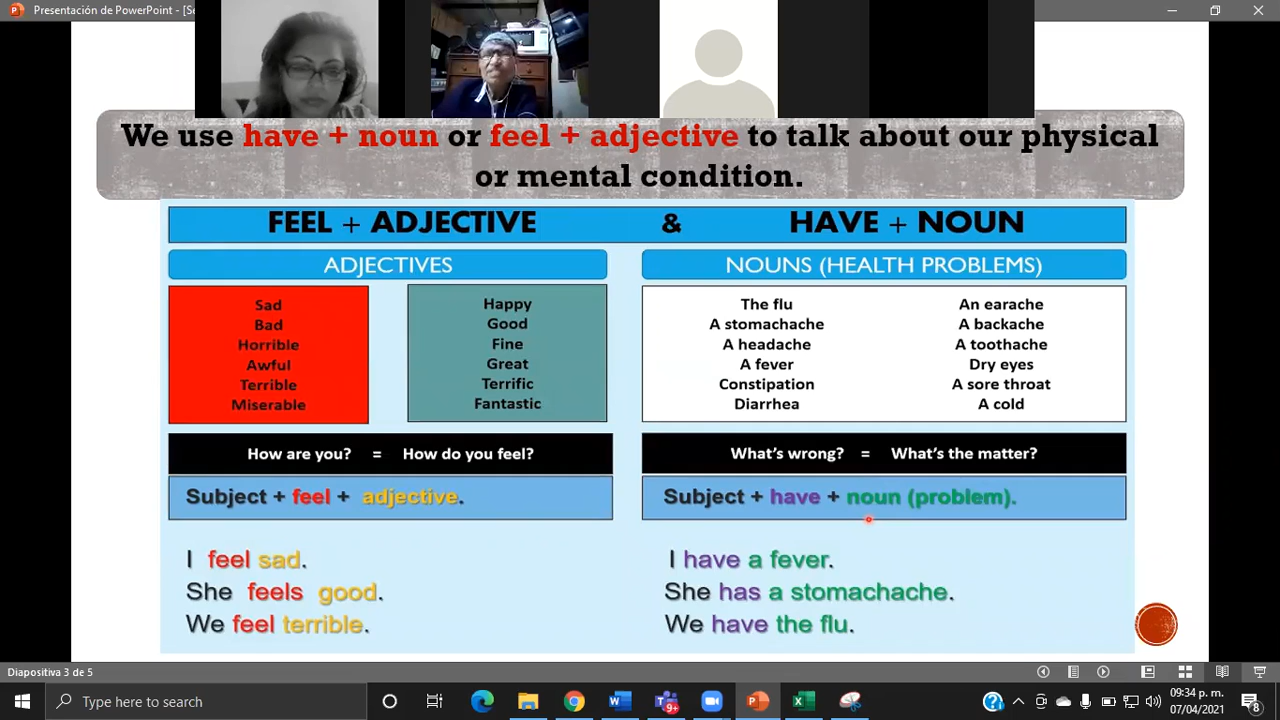 Presentación de PowerPoint - [Se
We use have + noun or feel + adjective to talk about our physical
or mental condition.
FEEL + ADJECTIVE & HAVE + NOUN
ADJECTIVES
Sad
Bad
Horrible
Awful
Terrible
Miserable
Happy
Good
Fine
Great
Terrific
Fantastic
How are you? = How do you feel?
Subject + feel + adjective.
I feel sad.
She feels good.
We feel terrible.
NOUNS (HEALTH PROBLEMS)
The flu
A stomachache
A headache
A fever
Constipation
Diarrhea
An earache
A backache
A toothache
Dry eyes
A sore throat
A cold
What's wrong? = What's the matter?
Subject + have + noun (problem).
I have a fever.
She has a stomachache.
We have the flu.
Diapositiva 3 de 5
Type here to search
9+
09:34 p. m.
07/04/2021
8